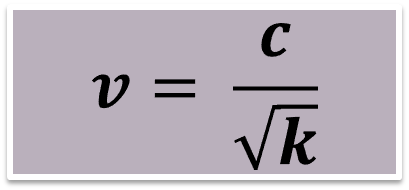 v = c / √k